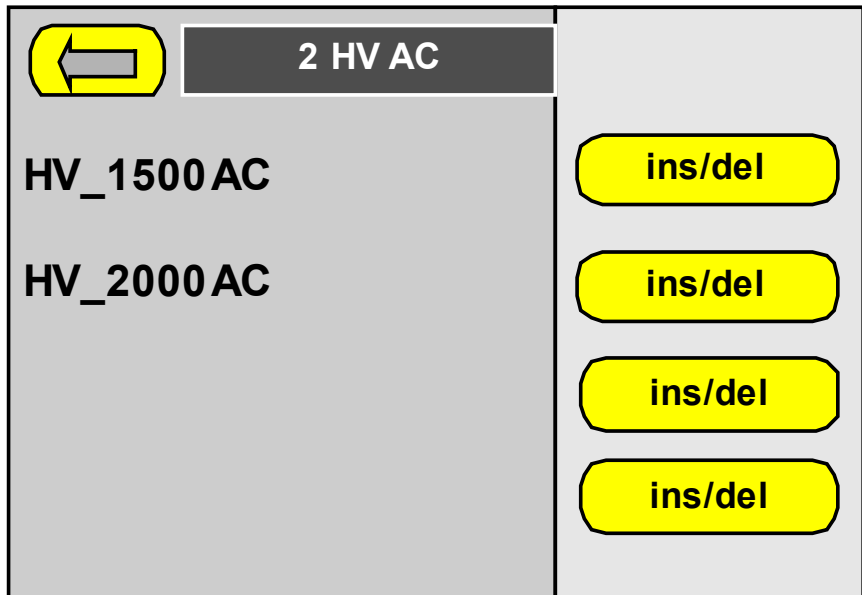 2 HV AC
HV_1500 AC ins/del
HV_2000 AC ins/del
ins/del
ins/del